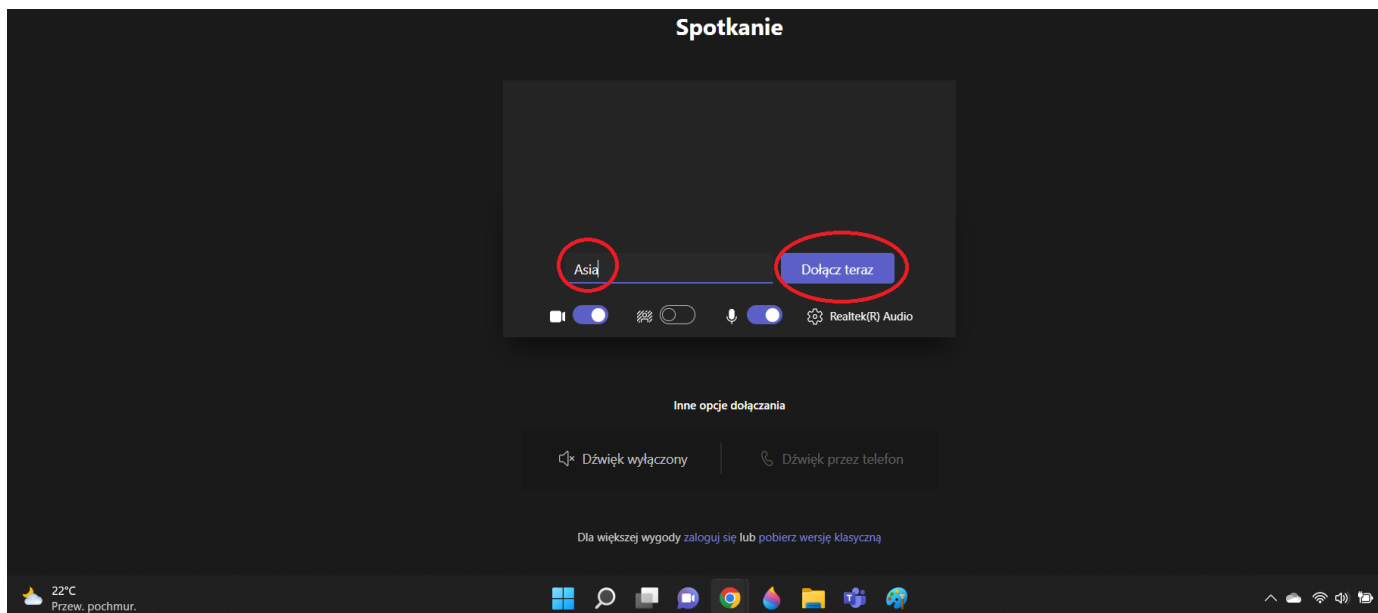 Spotkanie
Asia
Dołącz teraz
Realtek(R) Audio
Inne opcje dołączania
Dźwięk wyłączony
Dźwięk przez telefon
Dla większej wygody zaloguj się lub pobierz wersję klasyczną
22°C
Przew. pochmur.